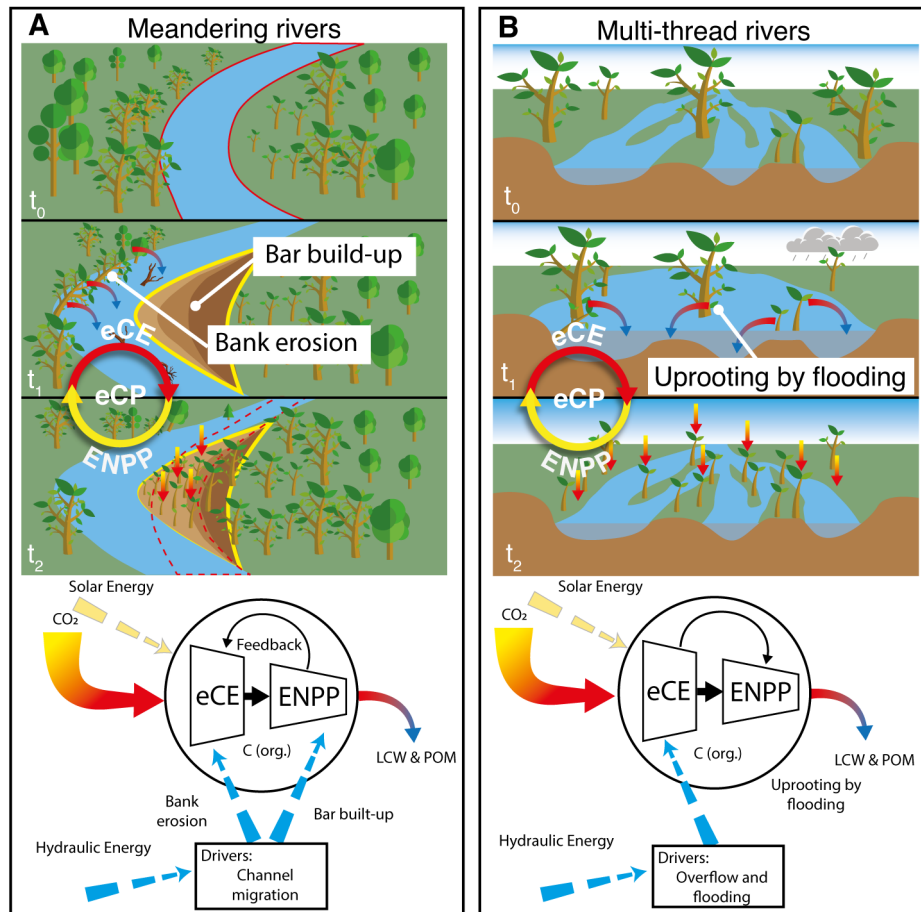 A
Meandering rivers
t0
Bar build-up
Bank erosion
eCE
t1
eCP
ENPP
t2
Solar Energy
CO₂
Feedback
eCE
ENPP
C (org.)
LCW & POM
Bank
erosion
Bar built-up
Hydraulic Energy
Drivers:
Channel
migration
B
Multi-thread rivers
t0
eCE
t1
Uprooting by flooding
eCP
ENPP
t2
Solar Energy
CO₂
eCE
ENPP
C (org.)
LCW & POM
Uprooting by
flooding
Hydraulic Energy
Drivers:
Overflow and
flooding